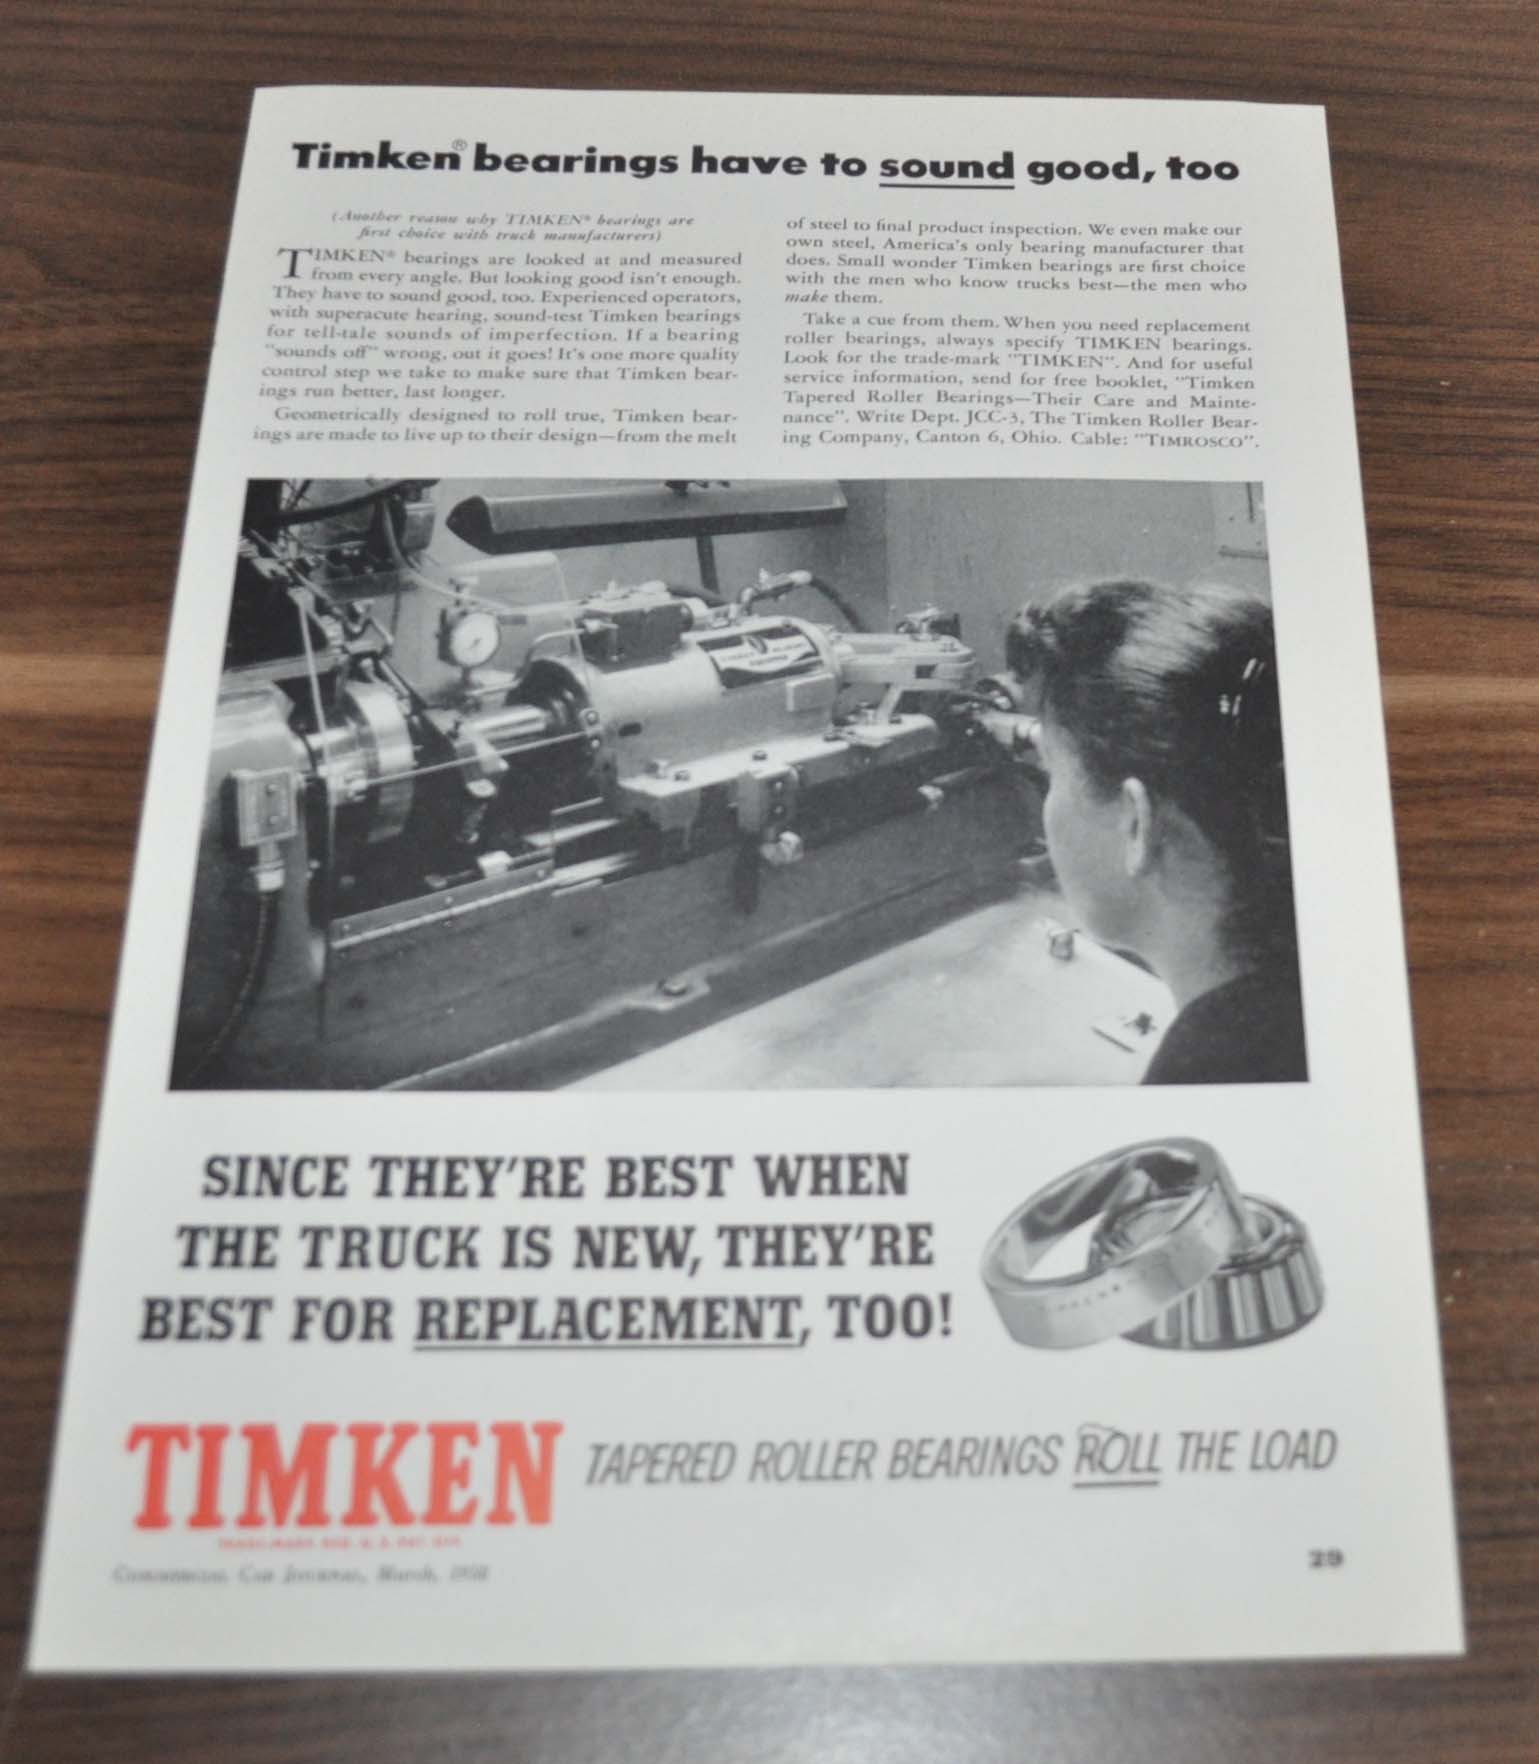 Timken® bearings have to sound good, too
(Another reason why TIMKEN® bearings are
first choice with truck manufacturers)
TIMKEN® bearings are looked at and measured
from every angle. But looking good isn't enough.
They have to sound good, too. Experienced operators,
with superacute hearing, sound-test Timken bearings
for tell-tale sounds of imperfection. If a bearing
"sounds off" wrong, out it goes! It's one more quality
control step we take to make sure that Timken bear-
ings run better, last longer.
Geometrically designed to roll true, Timken bear-
ings are made to live up to their design—from the melt
of steel to final product inspection. We even make our
own steel, America's only bearing manufacturer that
does. Small wonder Timken bearings are first choice
with the men who know trucks best—the men who
make them.
Take a cue from them. When you need replacement
roller bearings, always specify TIMKEN bearings.
Look for the trade-mark "TIMKEN". And for useful
service information, send for free booklet, "Timken
Tapered Roller Bearings—Their Care and Mainte-
nance". Write Dept. JCC-3, The Timken Roller Bear-
ing Company, Canton 6, Ohio. Cable: "TIMROSCO".
SINCE THEY'RE BEST WHEN
THE TRUCK IS NEW, THEY'RE
BEST FOR REPLACEMENT, TOO!
TIMKEN
TRADE-MARK REG. U. S. PAT. OFF.
TAPERED ROLLER BEARINGS ROLL THE LOAD
Commercial Car Journal, March, 1958
29